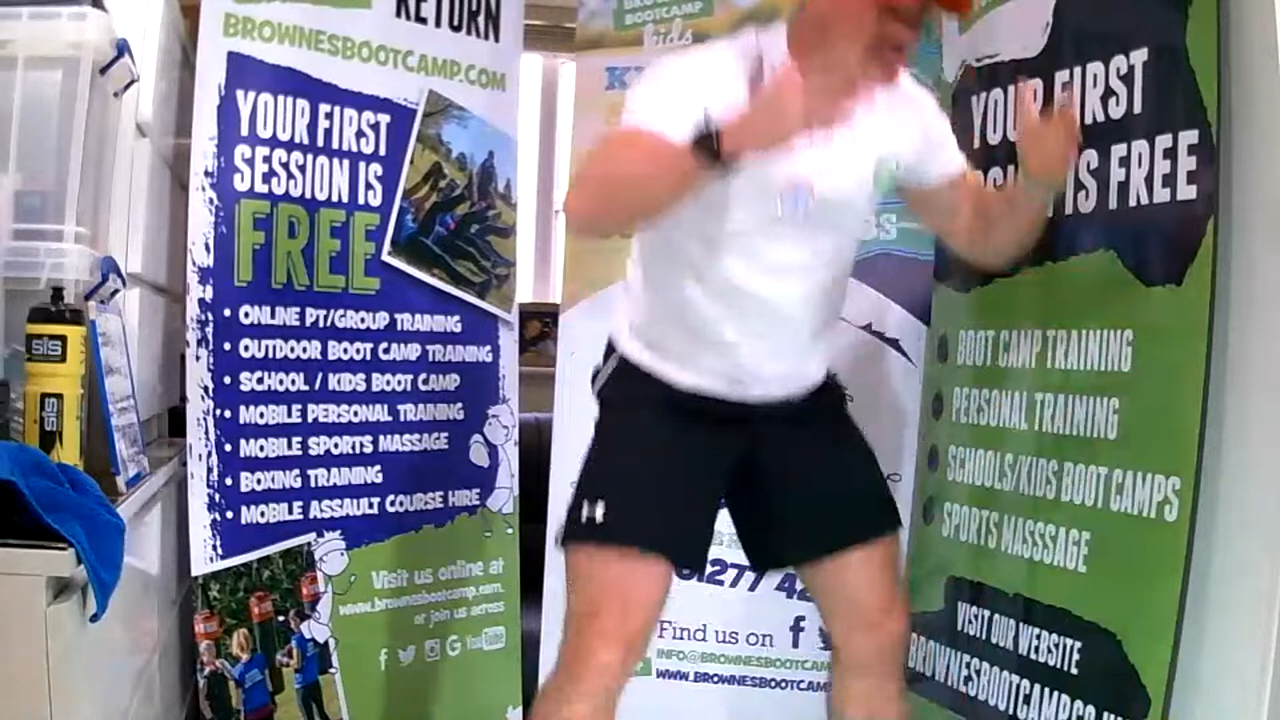 RETURN
BROWNESBOOTCAMP.COM
YOUR FIRST
SESSION IS
FREE
• ONLINE PT/GROUP TRAINING
• OUTDOOR BOOT CAMP TRAINING
• SCHOOL / KIDS BOOT CAMP
• MOBILE PERSONAL TRAINING
• MOBILE SPORTS MASSAGE
• BOXING TRAINING
• MOBILE ASSAULT COURSE HIRE
Visit us online at
www.brownesbootcamp.com.
or join us across
f G YouTube
SiS
SiS
BOOTCAMP
kids
Find us on f
INFO@BROWNESBOOTCAM
WWW.BROWNESBOOTCAM
YOUR FIRST
IS FREE
BOOT CAMP TRAINING
PERSONAL TRAINING
SCHOOLS/KIDS BOOT CAMPS
SPORTS MASSSAGE
VISIT OUR WEBSITE
BROWNESBOOTCAMP.CO.U